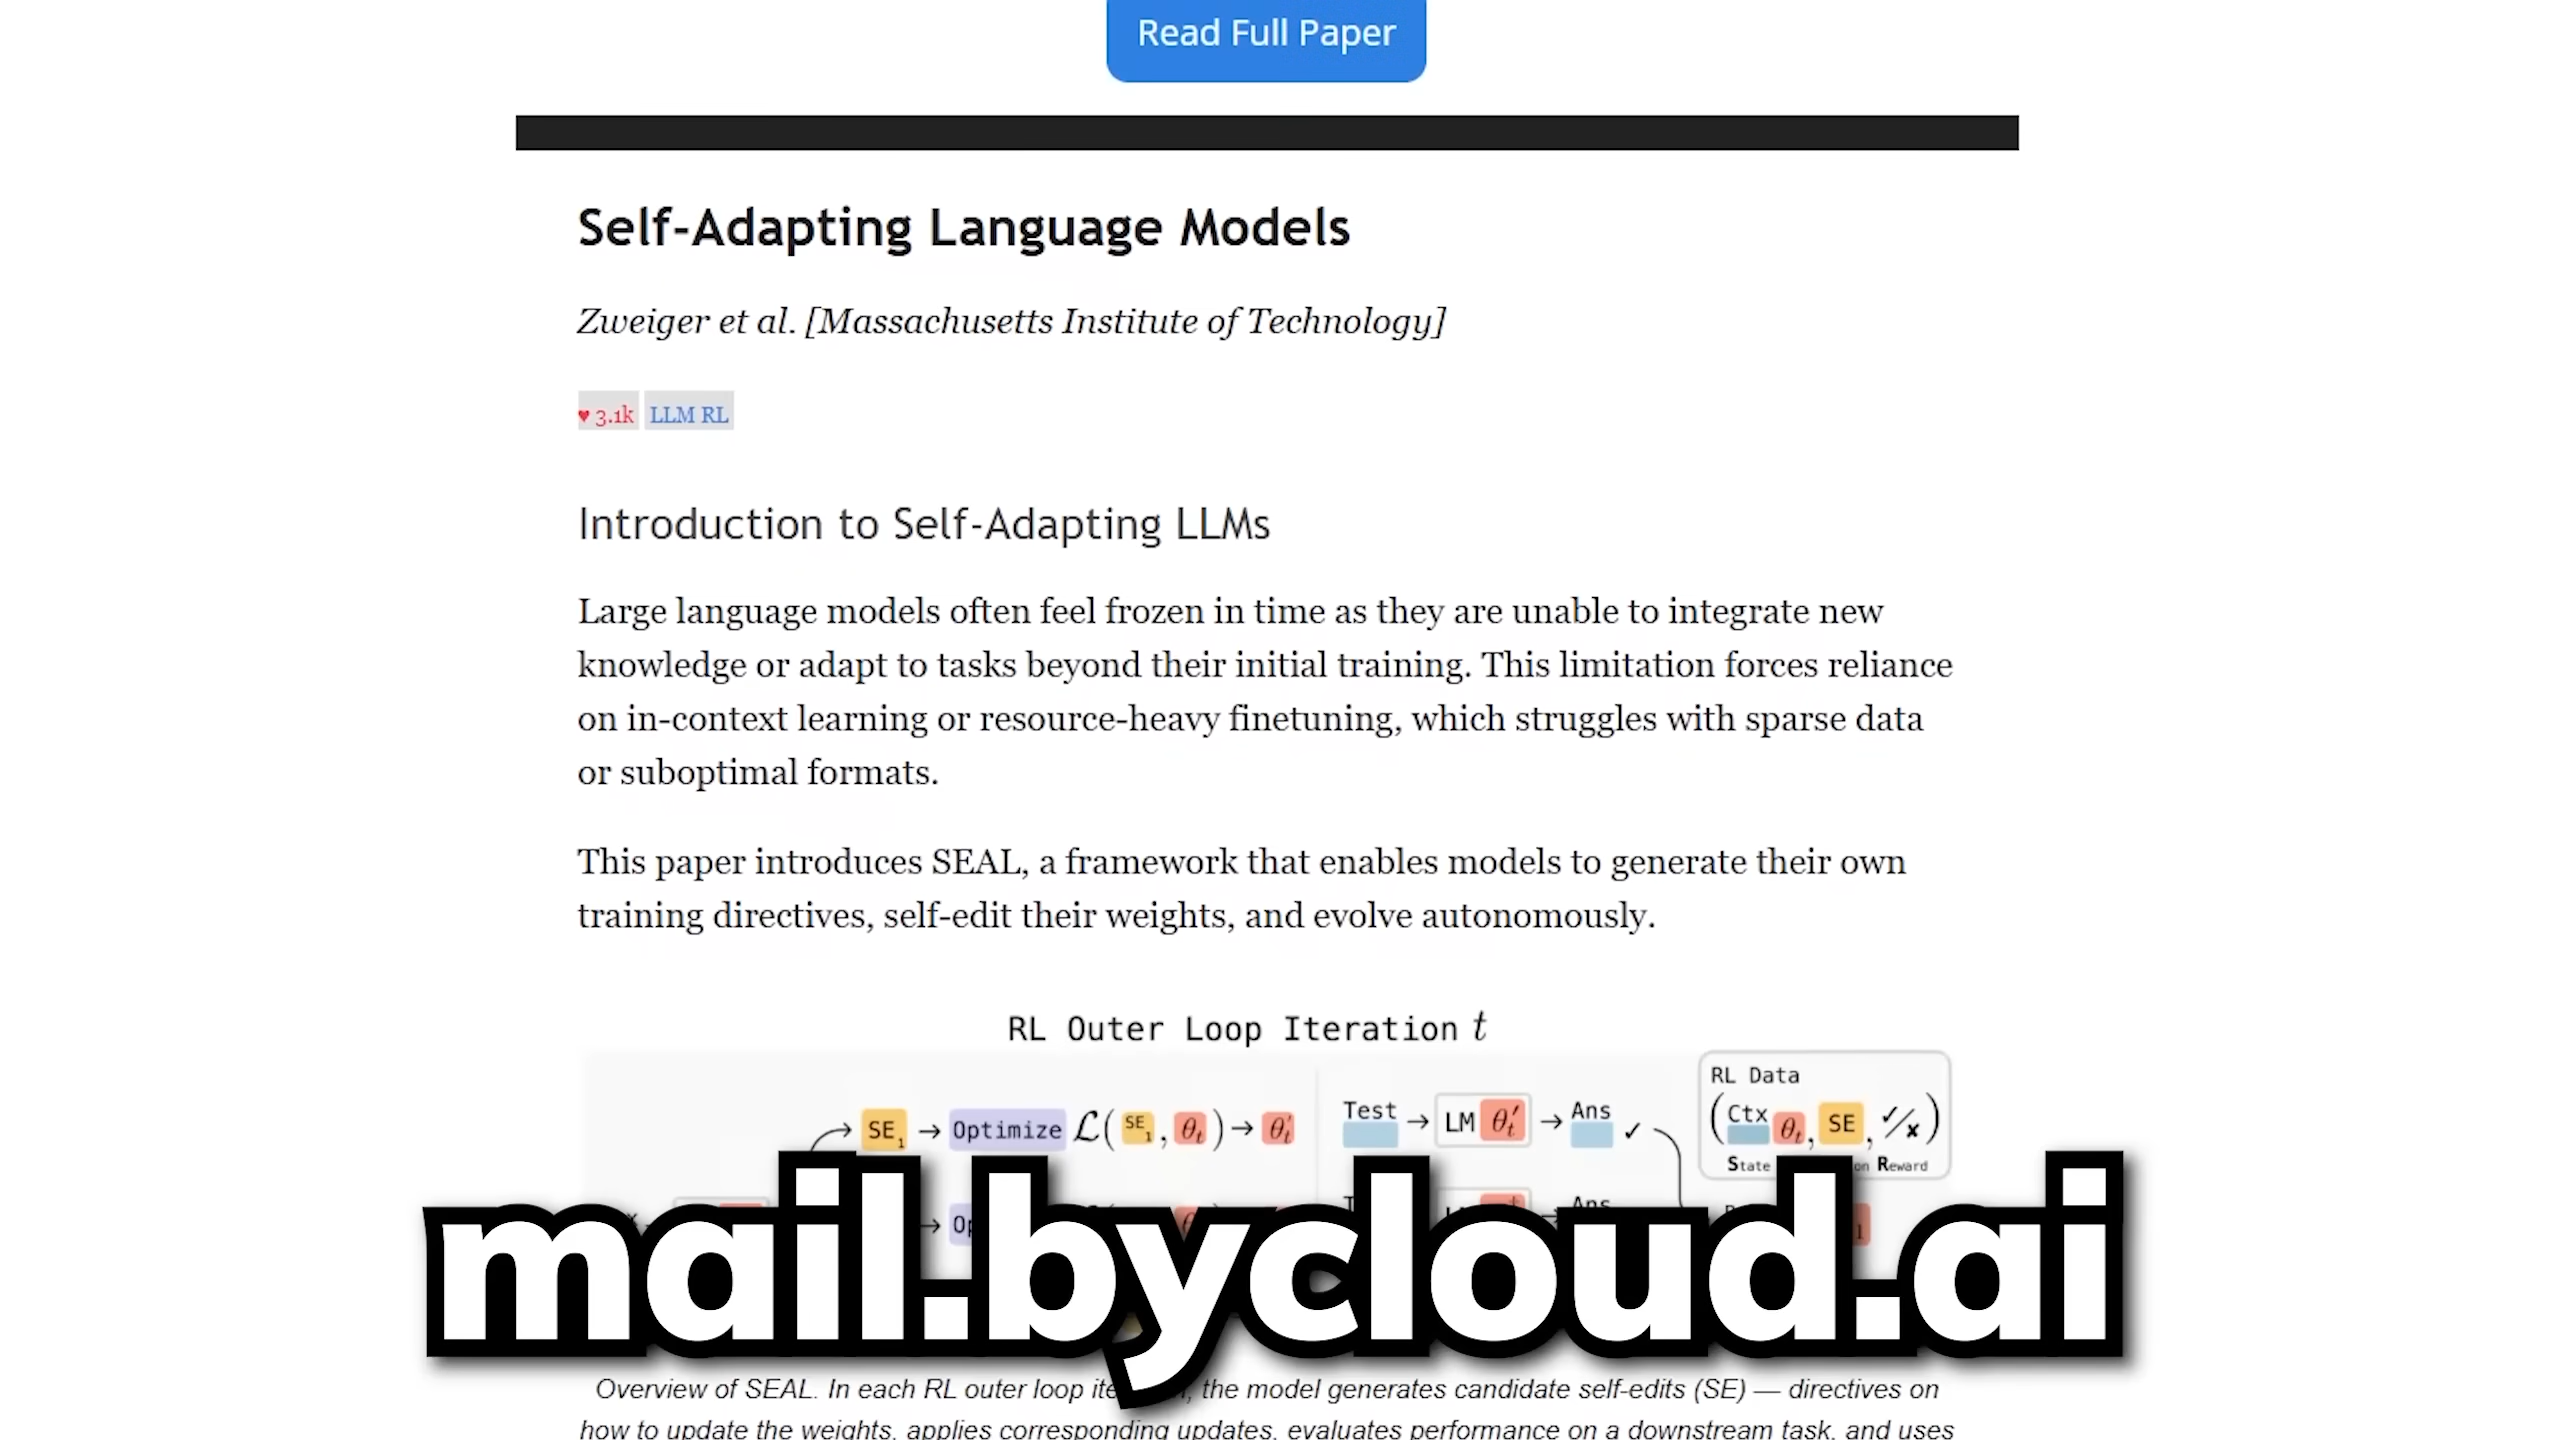 Read Full Paper
Self-Adapting Language Models
Zweiger et al. [Massachusetts Institute of Technology]
♥ 3.1k LLM RL
Introduction to Self-Adapting LLMs
Large language models often feel frozen in time as they are unable to integrate new
knowledge or adapt to tasks beyond their initial training. This limitation forces reliance
on in-context learning or resource-heavy finetuning, which struggles with sparse data
or suboptimal formats.
This paper introduces SEAL, a framework that enables models to generate their own
training directives, self-edit their weights, and evolve autonomously.
RL Outer Loop Iteration t
RL Data
SE₁ → Optimize ℒ(SE₁, θₜ) → θₜ′ Test → LM θₜ′ → Ans ✓ (Ctx θₜ, SE, ✓/✗)
State Reward
Ans
mail.bycloud.ai
Overview of SEAL. In each RL outer loop the model generates candidate self-edits (SE) — directives on
how to update the weights, applies corresponding updates, evaluates performance on a downstream task, and uses